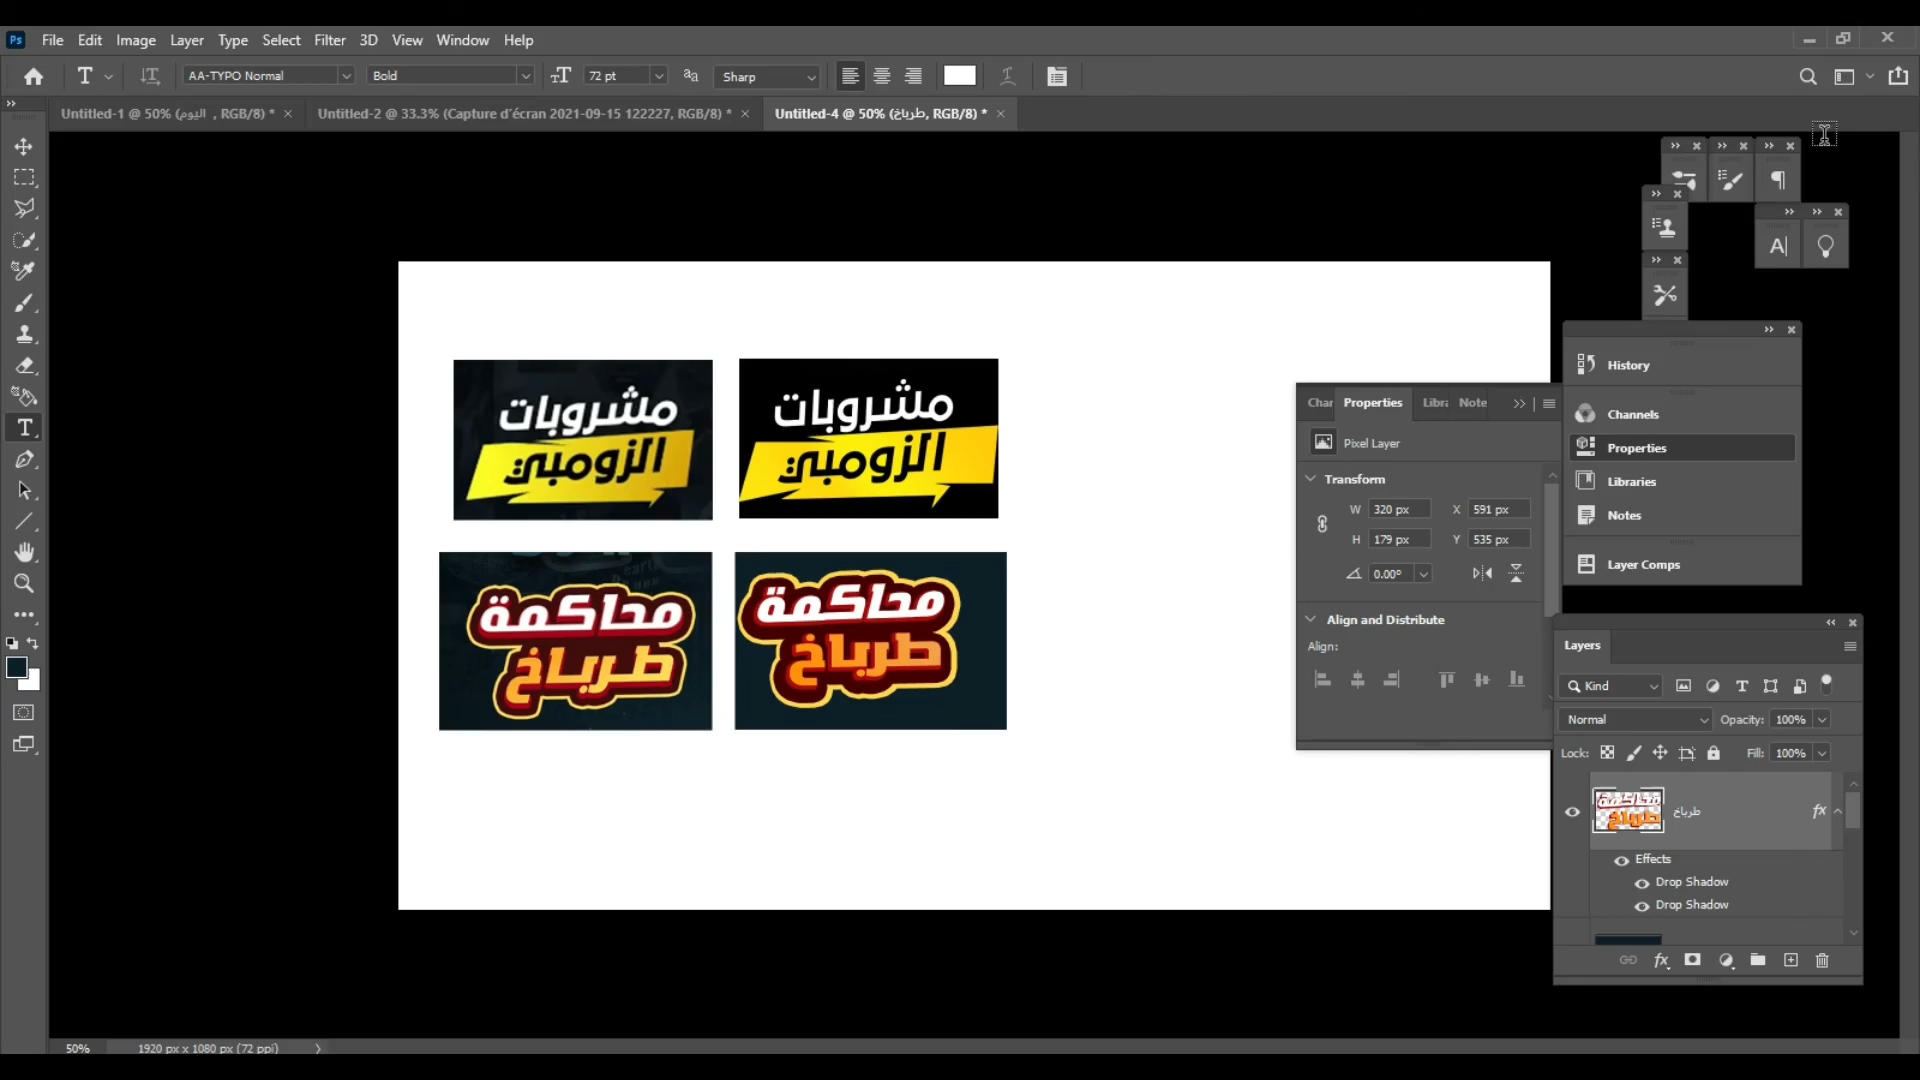 Ps File Edit Image Layer Type Select Filter 3D View Window Help
T AA-TYPO Normal Bold 72 pt Sharp
Untitled-1 @ 50% (اليوم , RGB/8) * × Untitled-2 @ 33.3% (Capture d'écran 2021-09-15 122227, RGB/8) * × Untitled-4 @ 50% (طرباخ, RGB/8) * ×
مشروبات
الزومبي
مشروبات
الزومبي
محاكمة
طرباخ
محاكمة
طرباخ
Char Properties Libra Note
Pixel Layer
Transform
W 320 px X 591 px
H 179 px Y 535 px
0.00°
Align and Distribute
Align:
History
Channels
Properties
Libraries
Notes
Layer Comps
Layers
Kind
Normal Opacity: 100%
Lock: Fill: 100%
محاكمة
طرباخ
طرباخ fx
Effects
Drop Shadow
Drop Shadow
fx
50% 1920 px x 1080 px (72 ppi)